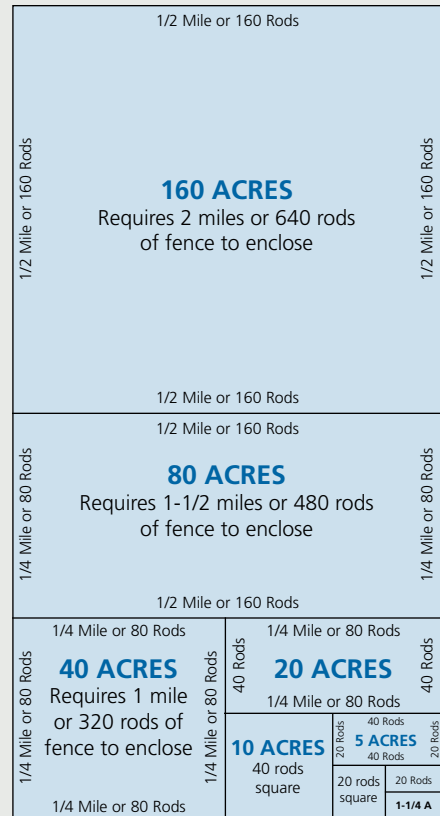 1/2 Mile or 160 Rods
1/2 Mile or 160 Rods
160 ACRES
Requires 2 miles or 640 rods
of fence to enclose
1/2 Mile or 160 Rods
1/2 Mile or 160 Rods
1/2 Mile or 160 Rods
1/4 Mile or 80 Rods
80 ACRES
Requires 1-1/2 miles or 480 rods
of fence to enclose
1/4 Mile or 80 Rods
1/2 Mile or 160 Rods
1/4 Mile or 80 Rods
1/4 Mile or 80 Rods
40 ACRES
Requires 1 mile
or 320 rods of
fence to enclose
1/4 Mile or 80 Rods
1/4 Mile or 80 Rods
1/4 Mile or 80 Rods
40 Rods
20 ACRES
40 Rods
1/4 Mile or 80 Rods
10 ACRES
40 rods
square
40 Rods
20 Rods
5 ACRES
20 Rods
40 Rods
20 rods
square
20 Rods
1-1/4 A